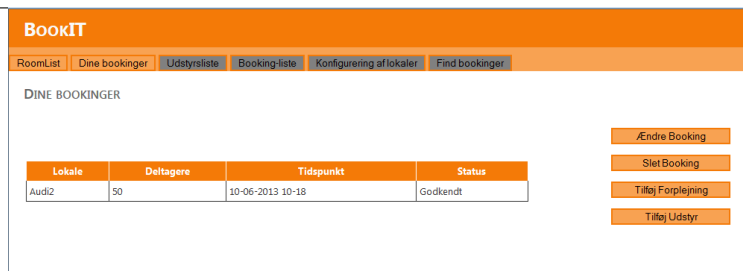 BookIT
RoomList Dine bookinger Udstyrsliste Booking-liste Konfigurering af lokaler Find bookinger
Dine bookinger
Ændre Booking
Slet Booking
Tilføj Forplejning
Tilføj Udstyr
Lokale Deltagere Tidspunkt Status
Audi2 50 10-06-2013 10-18 Godkendt